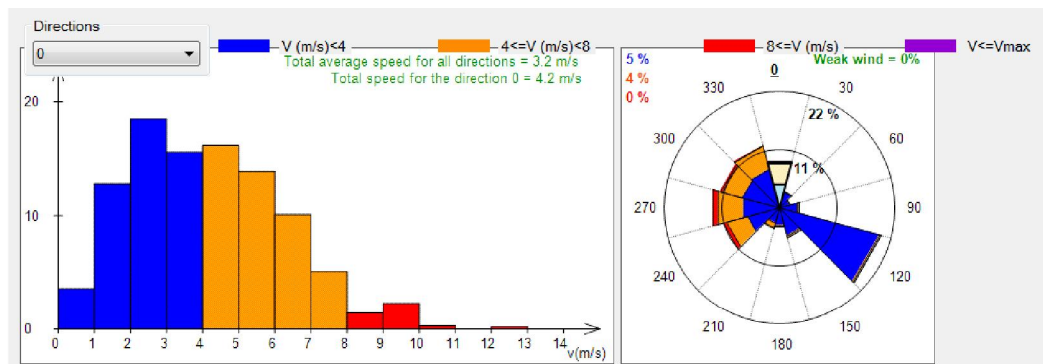 Directions
0
V (m/s)<4
4<=V (m/s)<8
8<=V (m/s)
V<=Vmax
Total average speed for all directions = 3.2 m/s
Total speed for the direction 0 = 4.2 m/s
20
10
0
0 1 2 3 4 5 6 7 8 9 10 11 12 13 14
v(m/s)
5 %
4 %
0 %
Weak wind = 0%
0
30
60
90
120
150
180
210
240
270
300
330
22 %
11 %